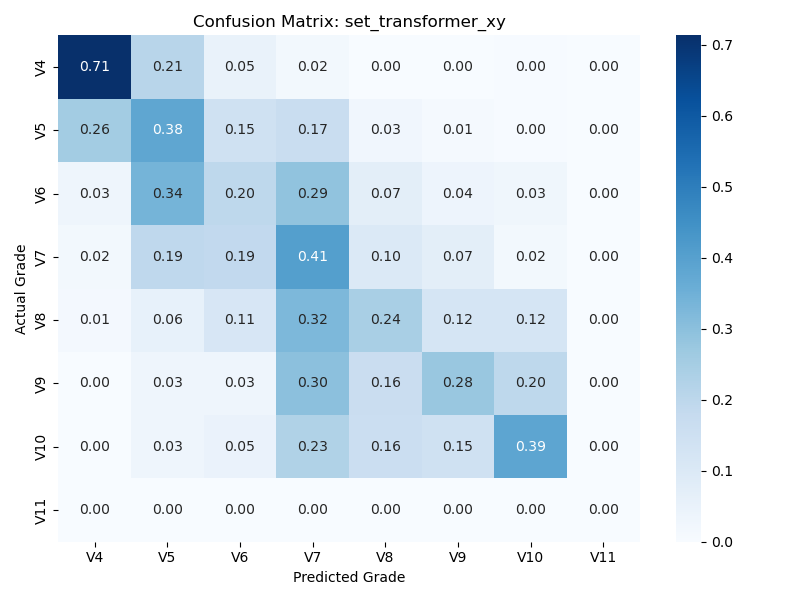 Confusion Matrix: set_transformer_xy
Actual Grade
V4 0.71 0.21 0.05 0.02 0.00 0.00 0.00 0.00
V5 0.26 0.38 0.15 0.17 0.03 0.01 0.00 0.00
V6 0.03 0.34 0.20 0.29 0.07 0.04 0.03 0.00
V7 0.02 0.19 0.19 0.41 0.10 0.07 0.02 0.00
V8 0.01 0.06 0.11 0.32 0.24 0.12 0.12 0.00
V9 0.00 0.03 0.03 0.30 0.16 0.28 0.20 0.00
V10 0.00 0.03 0.05 0.23 0.16 0.15 0.39 0.00
V11 0.00 0.00 0.00 0.00 0.00 0.00 0.00 0.00
V4 V5 V6 V7 V8 V9 V10 V11
Predicted Grade
0.7
0.6
0.5
0.4
0.3
0.2
0.1
0.0